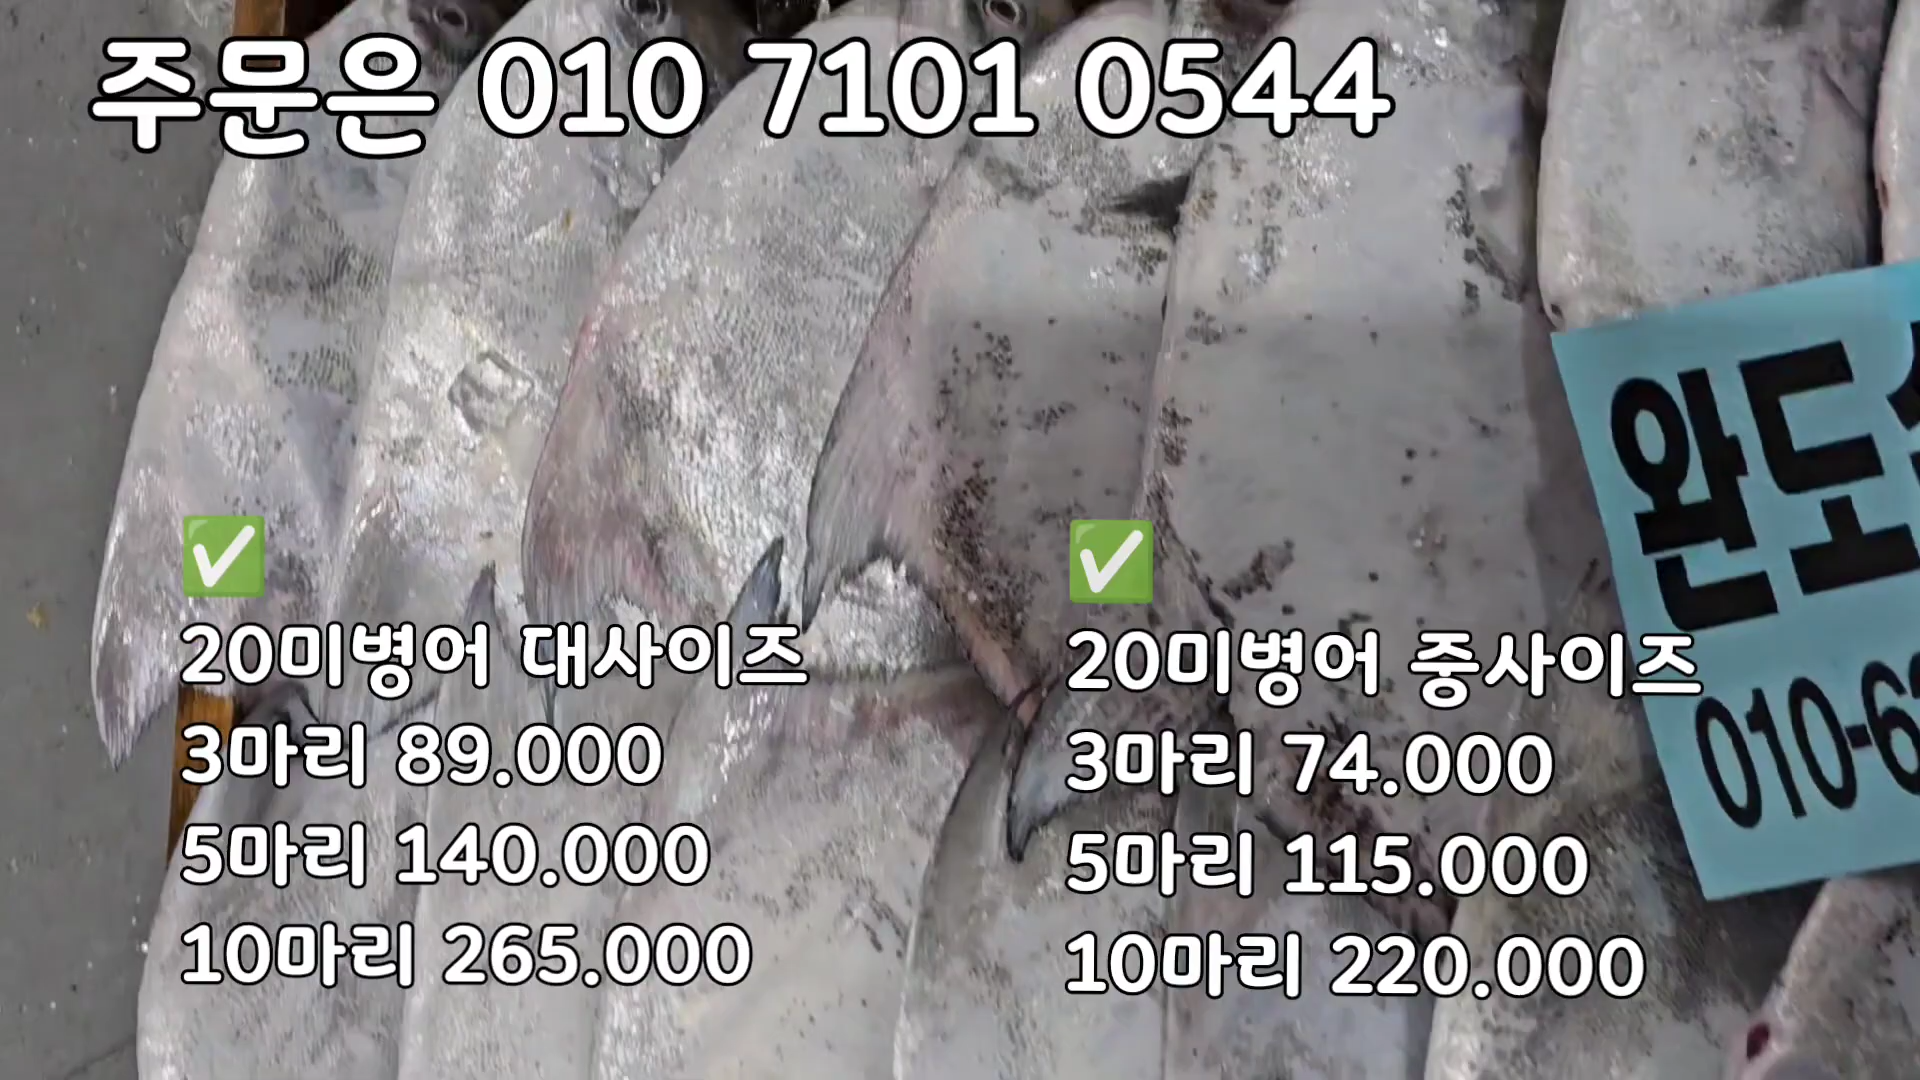 주문은 010 7101 0544
✅
20미병어 대사이즈
3마리 89.000
5마리 140.000
10마리 265.000
✅
20미병어 중사이즈
3마리 74.000
5마리 115.000
10마리 220.000
완도
010-6